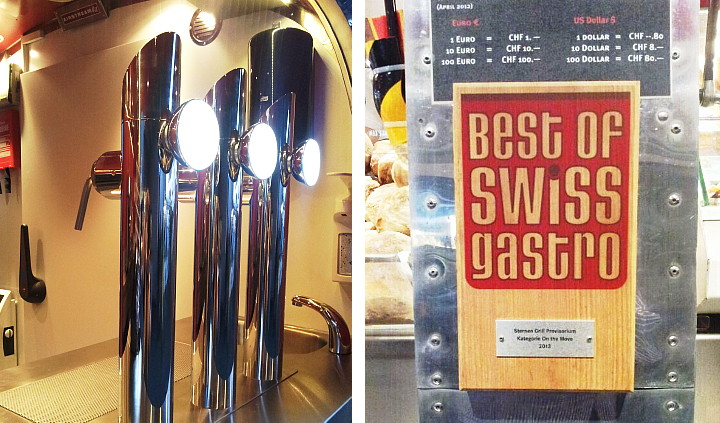 (April 2012)
Euro € US Dollar $
1 Euro = CHF 1.— 1 Dollar = CHF --.80
10 Euro = CHF 10.— 10 Dollar = CHF 8.—
100 Euro = CHF 100.— 100 Dollar = CHF 80.—
Best of
swiss
gastro
Sternen Grill Provisorium
Kategorie On the Move
2013